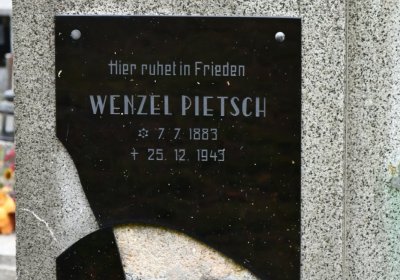 Hier ruhet in Frieden
WENZEL PIETSCH
✡ 7. 7. 1883
✝ 25. 12. 1943